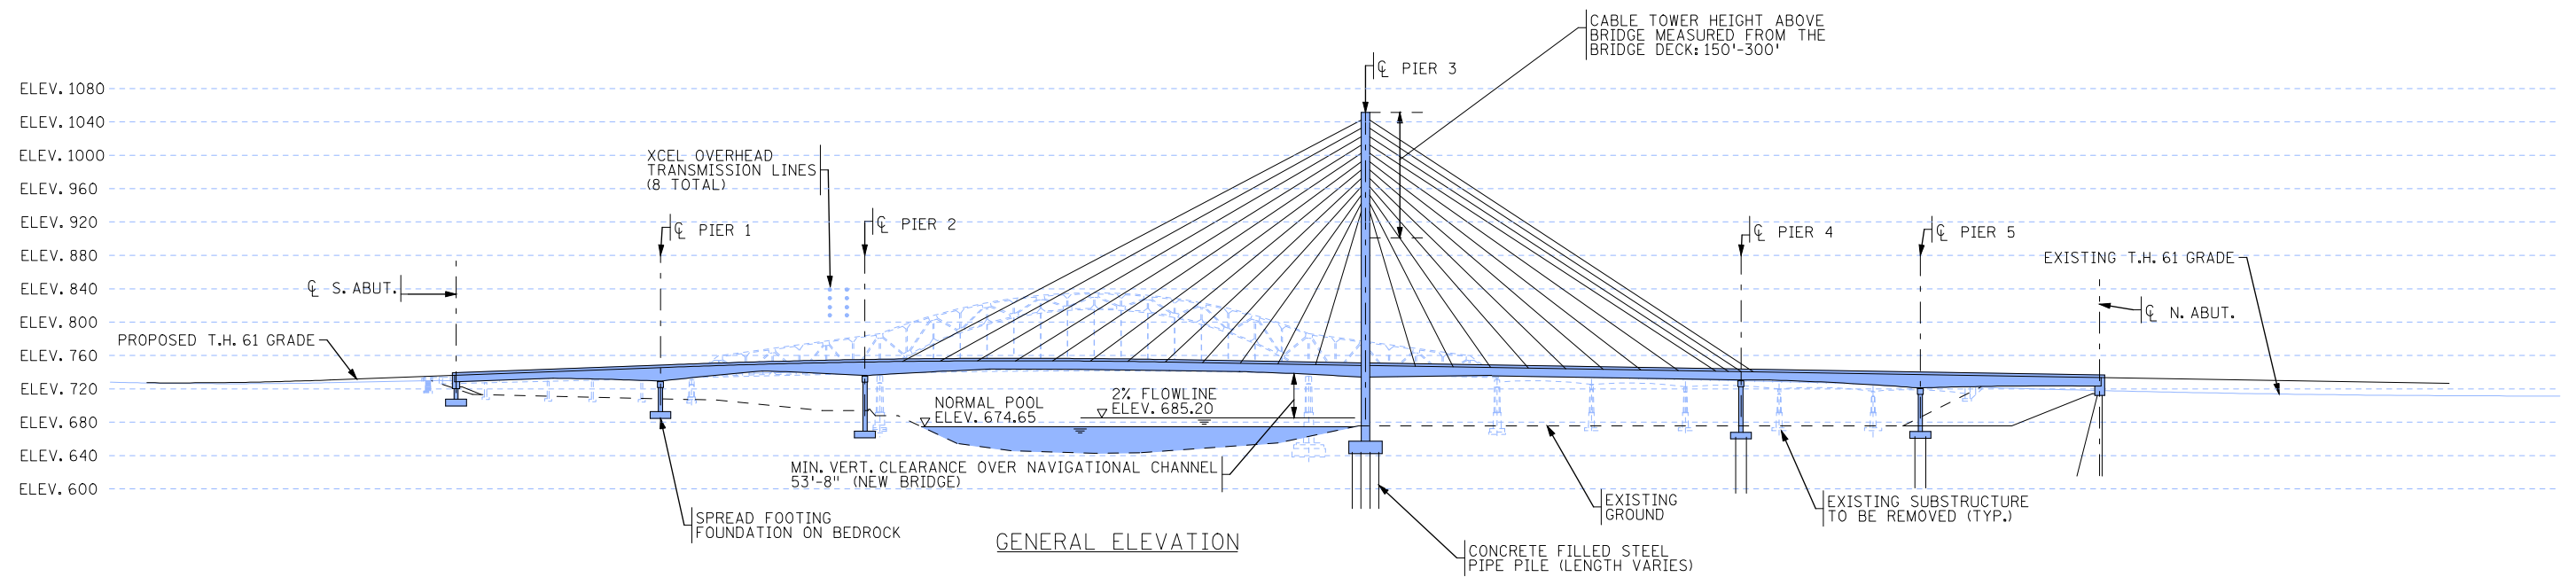 CABLE TOWER HEIGHT ABOVE
BRIDGE MEASURED FROM THE
BRIDGE DECK: 150'-300'
℄ PIER 3
ELEV. 1080
ELEV. 1040
ELEV. 1000
ELEV. 960
ELEV. 920
ELEV. 880
ELEV. 840
ELEV. 800
ELEV. 760
ELEV. 720
ELEV. 680
ELEV. 640
ELEV. 600
XCEL OVERHEAD
TRANSMISSION LINES
(8 TOTAL)
℄ PIER 1
℄ PIER 2
℄ PIER 4
℄ PIER 5
EXISTING T.H. 61 GRADE
℄ S. ABUT.
℄ N. ABUT.
PROPOSED T.H. 61 GRADE
NORMAL POOL
ELEV. 674.65
2% FLOWLINE
ELEV. 685.20
MIN. VERT. CLEARANCE OVER NAVIGATIONAL CHANNEL
53'-8" (NEW BRIDGE)
SPREAD FOOTING
FOUNDATION ON BEDROCK
EXISTING
GROUND
EXISTING SUBSTRUCTURE
TO BE REMOVED (TYP.)
GENERAL ELEVATION
CONCRETE FILLED STEEL
PIPE PILE (LENGTH VARIES)